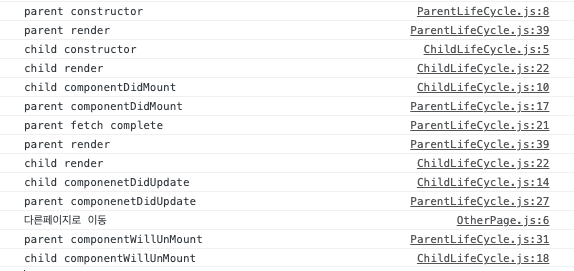 parent constructor ParentLifeCycle.js:8
parent render ParentLifeCycle.js:39
child constructor ChildLifeCycle.js:5
child render ChildLifeCycle.js:22
child componentDidMount ChildLifeCycle.js:10
parent componentDidMount ParentLifeCycle.js:17
parent fetch complete ParentLifeCycle.js:21
parent render ParentLifeCycle.js:39
child render ChildLifeCycle.js:22
child componenetDidUpdate ChildLifeCycle.js:14
parent componenetDidUpdate ParentLifeCycle.js:27
다른페이지로 이동 OtherPage.js:6
parent componentWillUnMount ParentLifeCycle.js:31
child componentWillUnMount ChildLifeCycle.js:18